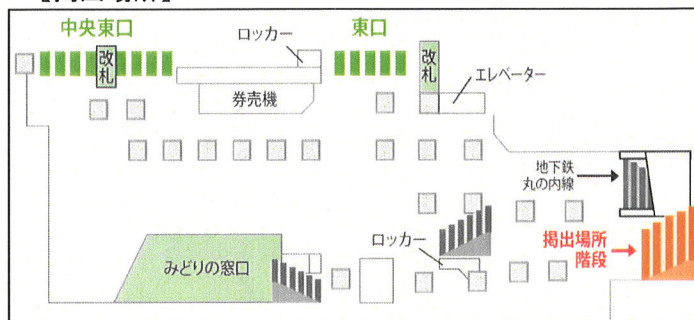 中央東口
改札
ロッカー
券売機
東口
改札
エレベーター
地下鉄
丸の内線
掲出場所
階段
ロッカー
みどりの窓口